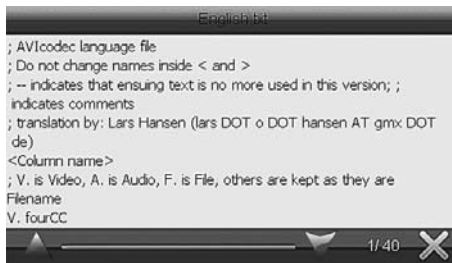 English.txt
; AVIcodec language file
; Do not change names inside < and >
; -- indicates that ensuing text is no more used in this version; ;
indicates comments
; translation by: Lars Hansen (lars DOT o DOT hansen AT gmx DOT
de)
<Column name>
; V. is Video, A. is Audio, F. is File, others are kept as they are
Filename
V. fourCC
1/40